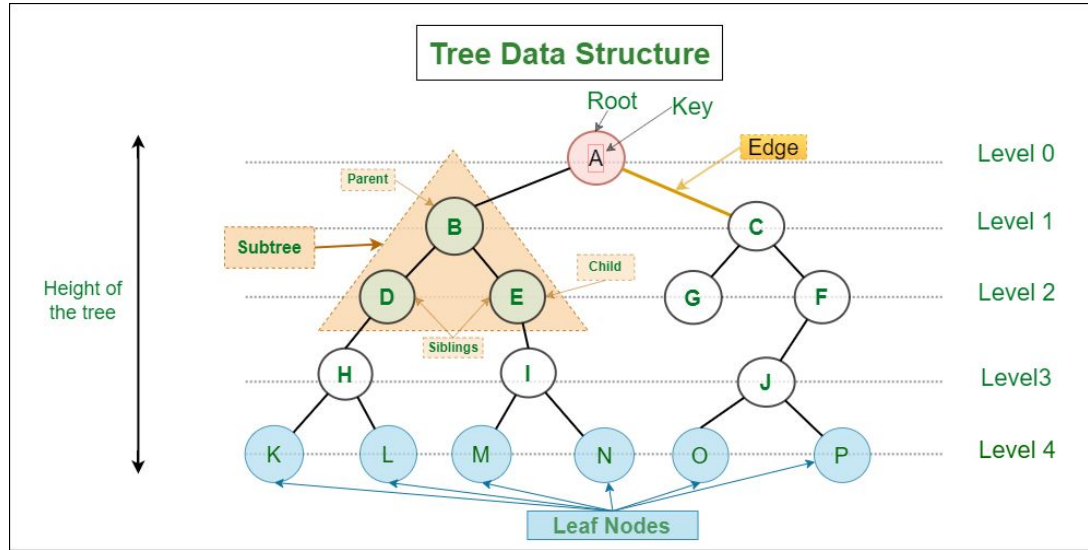 Tree Data Structure
Root
Key
A
Edge
Level 0
Parent
B
C
Level 1
Subtree
Child
D
E
G
F
Level 2
Height of
the tree
Siblings
H
I
J
Level3
K
L
M
N
O
P
Level 4
Leaf Nodes